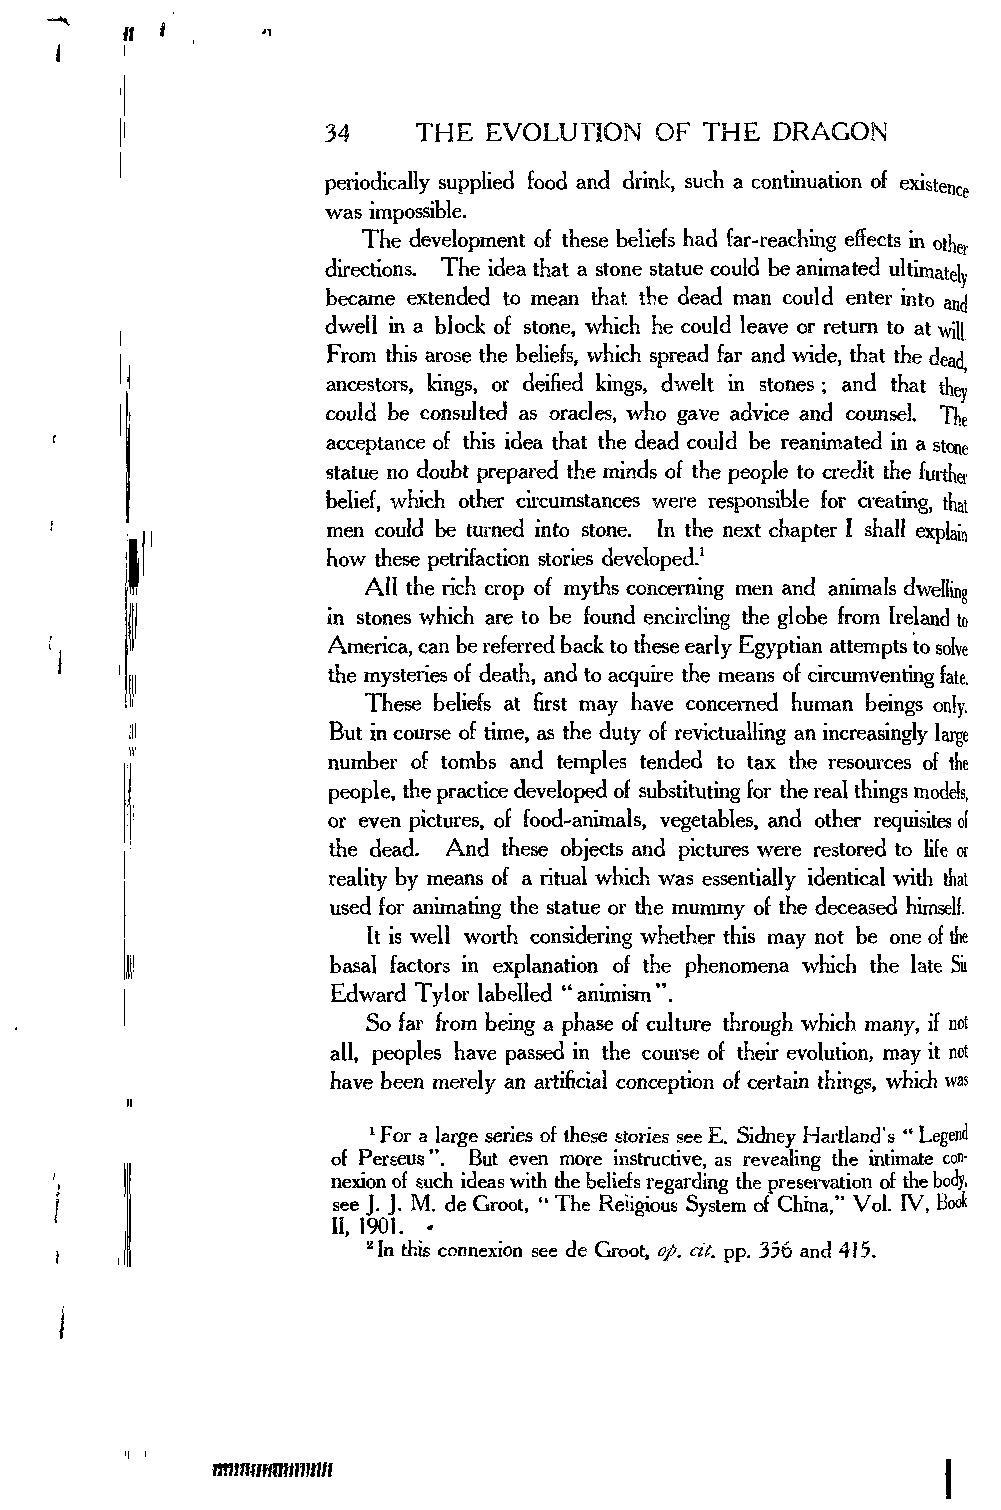 34 THE EVOLUTION OF THE DRAGON
periodically supplied food and drink, such a continuation of existence
was impossible.
The development of these beliefs had far-reaching effects in other
directions. The idea that a stone statue could be animated ultimately
became extended to mean that the dead man could enter into and
dwell in a block of stone, which he could leave or return to at will.
From this arose the beliefs, which spread far and wide, that the dead,
ancestors, kings, or deified kings, dwelt in stones ; and that they
could be consulted as oracles, who gave advice and counsel. The
acceptance of this idea that the dead could be reanimated in a stone
statue no doubt prepared the minds of the people to credit the further
belief, which other circumstances were responsible for creating, that
men could be turned into stone. In the next chapter I shall explain
how these petrifaction stories developed.¹
All the rich crop of myths concerning men and animals dwelling
in stones which are to be found encircling the globe from Ireland to
America, can be referred back to these early Egyptian attempts to solve
the mysteries of death, and to acquire the means of circumventing fate.
These beliefs at first may have concerned human beings only.
But in course of time, as the duty of revictualling an increasingly large
number of tombs and temples tended to tax the resources of the
people, the practice developed of substituting for the real things models,
or even pictures, of food-animals, vegetables, and other requisites of
the dead. And these objects and pictures were restored to life or
reality by means of a ritual which was essentially identical with that
used for animating the statue or the mummy of the deceased himself.
It is well worth considering whether this may not be one of the
basal factors in explanation of the phenomena which the late Sir
Edward Tylor labelled “animism”.
So far from being a phase of culture through which many, if not
all, peoples have passed in the course of their evolution, may it not
have been merely an artificial conception of certain things, which was
¹ For a large series of these stories see E. Sidney Hartland's “Legend
of Perseus”. But even more instructive, as revealing the intimate con-
nexion of such ideas with the beliefs regarding the preservation of the body,
see J. J. M. de Groot, “The Religious System of China,” Vol. IV, Book
II, 1901.
² In this connexion see de Groot, op. cit. pp. 356 and 415.